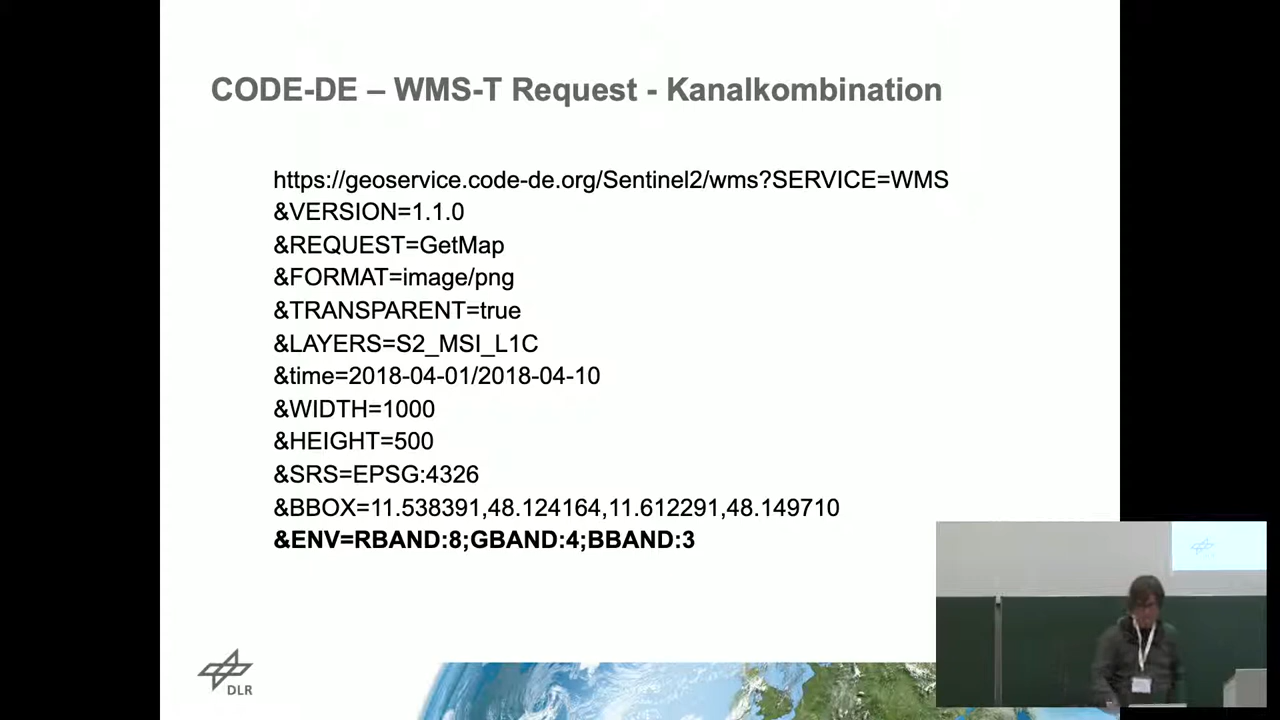 CODE-DE – WMS-T Request - Kanalkombination
https://geoservice.code-de.org/Sentinel2/wms?SERVICE=WMS
&VERSION=1.1.0
&REQUEST=GetMap
&FORMAT=image/png
&TRANSPARENT=true
&LAYERS=S2_MSI_L1C
&time=2018-04-01/2018-04-10
&WIDTH=1000
&HEIGHT=500
&SRS=EPSG:4326
&BBOX=11.538391,48.124164,11.612291,48.149710
&ENV=RBAND:8;GBAND:4;BBAND:3
DLR